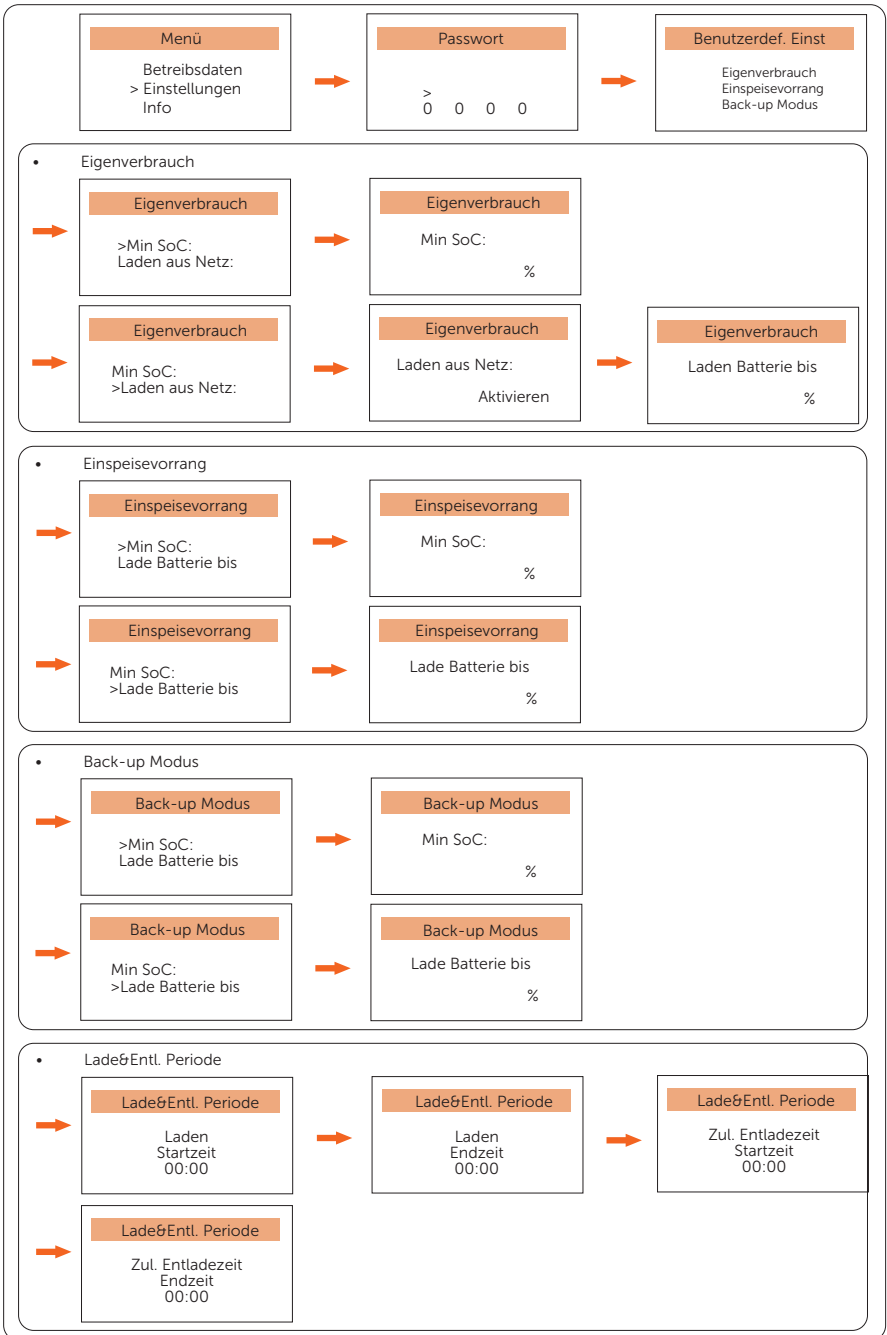 Menü
Betreibsdaten
> Einstellungen
Info
Passwort
>
0 0 0 0
Benutzerdef. Einst
Eigenverbrauch
Einspeisevorrang
Back-up Modus
• Eigenverbrauch
Eigenverbrauch
>Min SoC:
Laden aus Netz:
Eigenverbrauch
Min SoC:
%
Eigenverbrauch
Min SoC:
>Laden aus Netz:
Eigenverbrauch
Laden aus Netz:
Aktivieren
Eigenverbrauch
Laden Batterie bis
%
• Einspeisevorrang
Einspeisevorrang
>Min SoC:
Lade Batterie bis
Einspeisevorrang
Min SoC:
%
Einspeisevorrang
Min SoC:
>Lade Batterie bis
Einspeisevorrang
Lade Batterie bis
%
• Back-up Modus
Back-up Modus
>Min SoC:
Lade Batterie bis
Back-up Modus
Min SoC:
%
Back-up Modus
Min SoC:
>Lade Batterie bis
Back-up Modus
Lade Batterie bis
%
• Lade&Entl. Periode
Lade&Entl. Periode
Laden
Startzeit
00:00
Lade&Entl. Periode
Laden
Endzeit
00:00
Lade&Entl. Periode
Zul. Entladezeit
Startzeit
00:00
Lade&Entl. Periode
Zul. Entladezeit
Endzeit
00:00